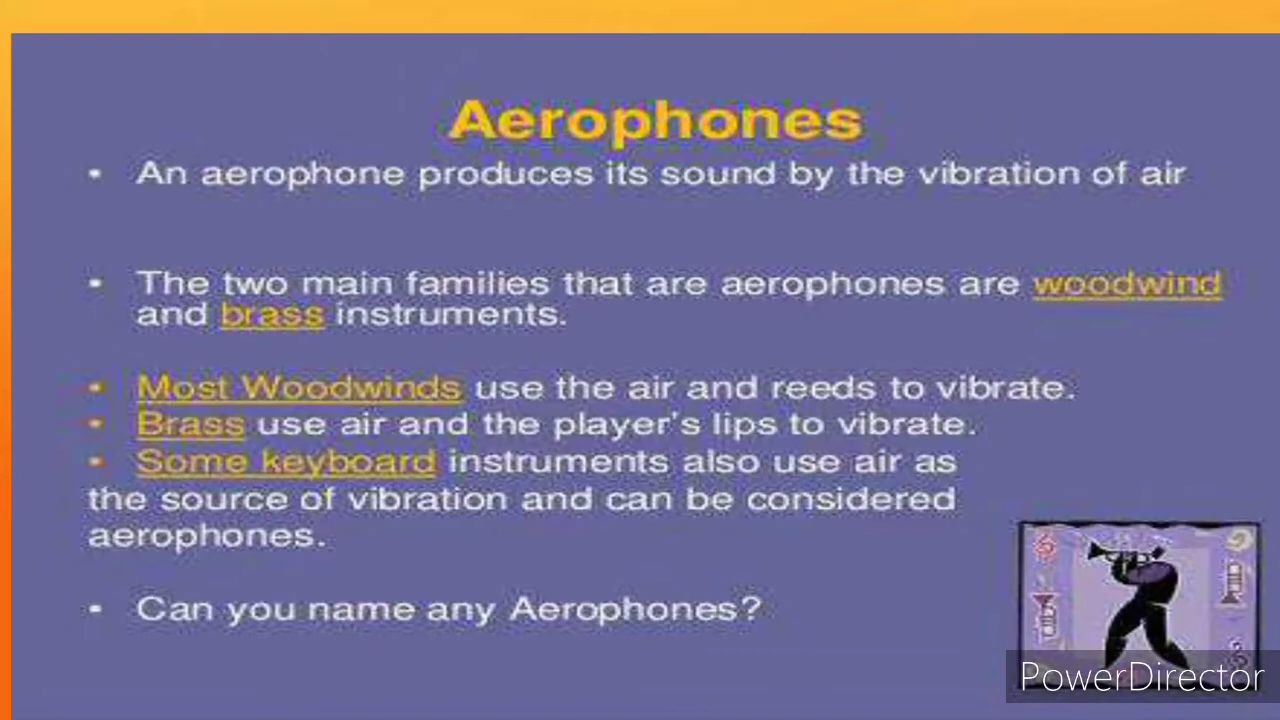 Aerophones
• An aerophone produces its sound by the vibration of air
• The two main families that are aerophones are woodwind
and brass instruments.
• Most Woodwinds use the air and reeds to vibrate.
• Brass use air and the player's lips to vibrate.
• Some keyboard instruments also use air as
the source of vibration and can be considered
aerophones.
• Can you name any Aerophones?
PowerDirector